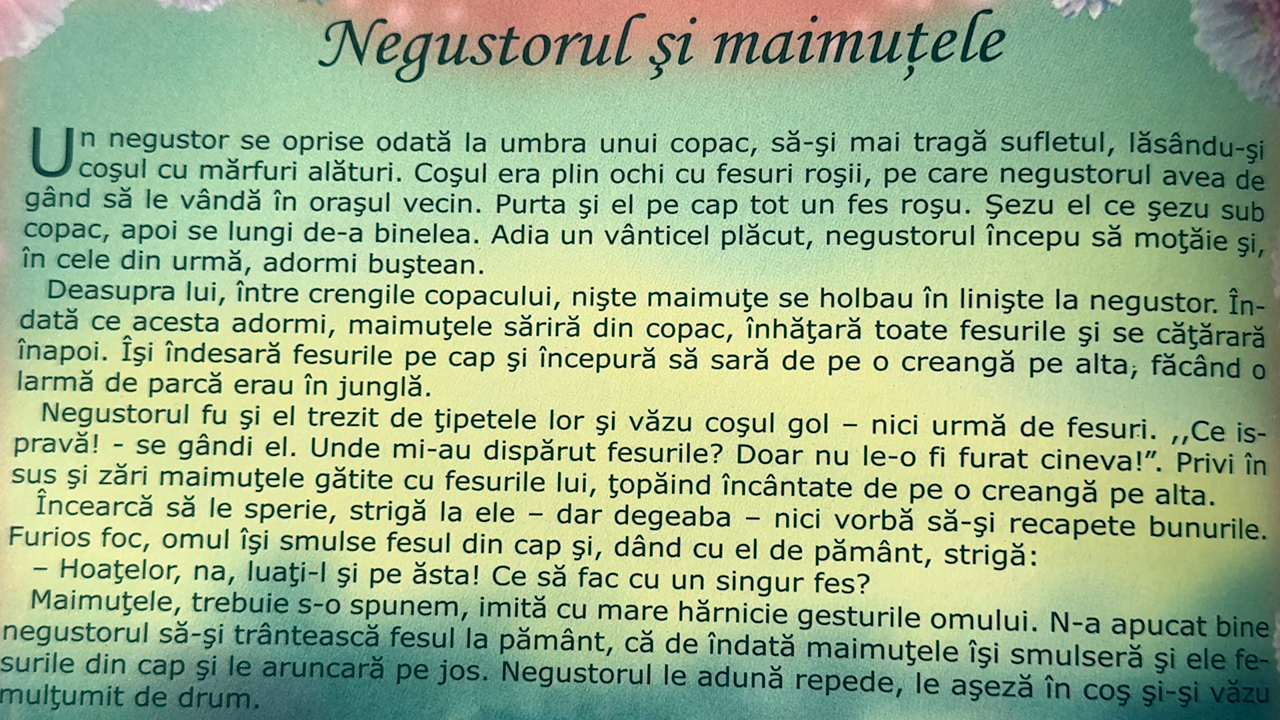 Negustorul şi maimuțele
Un negustor se oprise odată la umbra unui copac, să-şi mai tragă sufletul, lăsându-şi
coşul cu mărfuri alături. Coşul era plin ochi cu fesuri roşii, pe care negustorul avea de
gând să le vândă în oraşul vecin. Purta şi el pe cap tot un fes roşu. Şezu el ce şezu sub
copac, apoi se lungi de-a binelea. Adia un vânticel plăcut, negustorul începu să moţăie şi,
în cele din urmă, adormi buştean.
Deasupra lui, între crengile copacului, nişte maimuţe se holbau în linişte la negustor. În-
dată ce acesta adormi, maimuţele săriră din copac, înhăţară toate fesurile şi se căţărară
înapoi. Îşi îndesară fesurile pe cap şi începură să sară de pe o creangă pe alta, făcând o
larmă de parcă erau în junglă.
Negustorul fu şi el trezit de ţipetele lor şi văzu coşul gol – nici urmă de fesuri. ,,Ce is-
pravă! - se gândi el. Unde mi-au dispărut fesurile? Doar nu le-o fi furat cineva!”. Privi în
sus şi zări maimuţele gătite cu fesurile lui, ţopăind încântate de pe o creangă pe alta.
Încearcă să le sperie, strigă la ele – dar degeaba – nici vorbă să-şi recapete bunurile.
Furios foc, omul îşi smulse fesul din cap şi, dând cu el de pământ, strigă:
– Hoaţelor, na, luaţi-l şi pe ăsta! Ce să fac cu un singur fes?
Maimuţele, trebuie s-o spunem, imită cu mare hărnicie gesturile omului. N-a apucat bine
negustorul să-şi trântească fesul la pământ, că de îndată maimuţele îşi smulseră şi ele fe-
surile din cap şi le aruncară pe jos. Negustorul le adună repede, le aşeză în coş şi-şi văzu
mulţumit de drum.